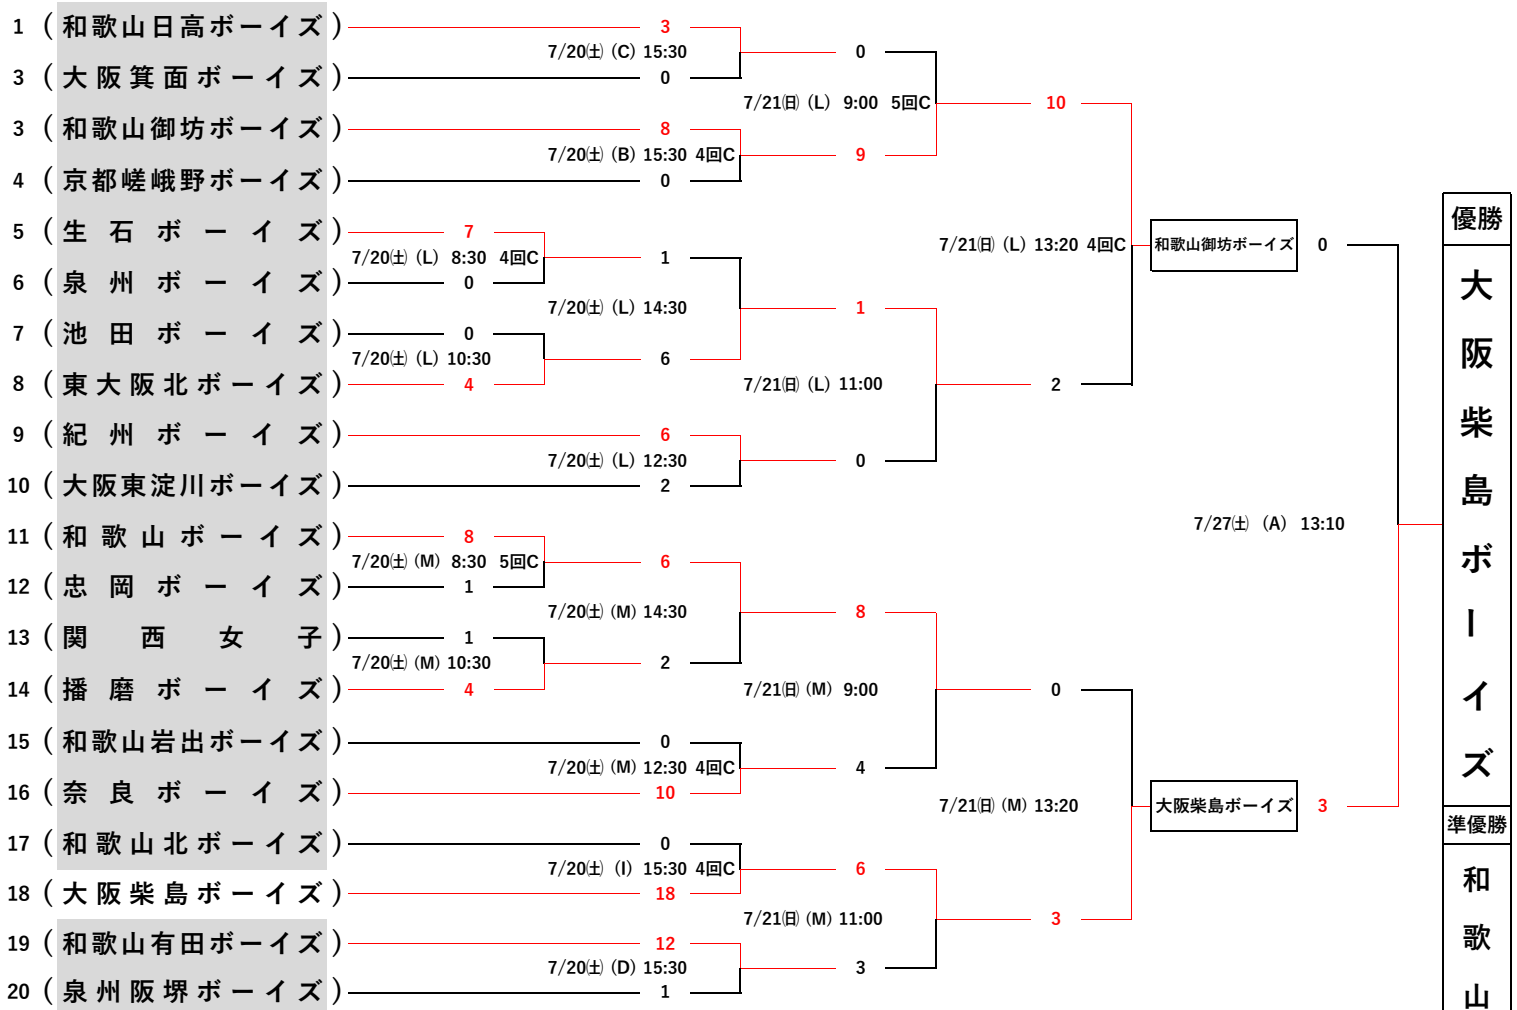 1 ( 和歌山日高ボーイズ ) 3
7/20㈯ (C) 15:30
3 ( 大阪箕面ボーイズ ) 0
0
7/21㈰ (L) 9:00 5回C
10
3 ( 和歌山御坊ボーイズ ) 8
7/20㈯ (B) 15:30 4回C
9
4 ( 京都嵯峨野ボーイズ ) 0
5 ( 生石ボーイズ ) 7
7/20㈯ (L) 8:30 4回C
1
6 ( 泉州ボーイズ ) 0
7/20㈯ (L) 14:30
1
7 ( 池田ボーイズ ) 0
7/20㈯ (L) 10:30
6
8 ( 東大阪北ボーイズ ) 4
7/21㈰ (L) 11:00
2
7/21㈰ (L) 13:20 4回C
和歌山御坊ボーイズ 0
9 ( 紀州ボーイズ ) 6
7/20㈯ (L) 12:30
0
10 ( 大阪東淀川ボーイズ ) 2
7/27㈯ (A) 13:10
11 ( 和歌山ボーイズ ) 8
7/20㈯ (M) 8:30 5回C
6
12 ( 忠岡ボーイズ ) 1
7/20㈯ (M) 14:30
8
13 ( 関西女子 ) 1
7/20㈯ (M) 10:30
2
14 ( 播磨ボーイズ ) 4
7/21㈰ (M) 9:00
0
15 ( 和歌山岩出ボーイズ ) 0
7/20㈯ (M) 12:30 4回C
4
16 ( 奈良ボーイズ ) 10
7/21㈰ (M) 13:20
大阪柴島ボーイズ 3
17 ( 和歌山北ボーイズ ) 0
7/20㈯ (I) 15:30 4回C
6
18 ( 大阪柴島ボーイズ ) 18
7/21㈰ (M) 11:00
3
19 ( 和歌山有田ボーイズ ) 12
7/20㈯ (D) 15:30
3
20 ( 泉州阪堺ボーイズ ) 1
優勝
大阪柴島ボーイズ
準優勝
和歌山